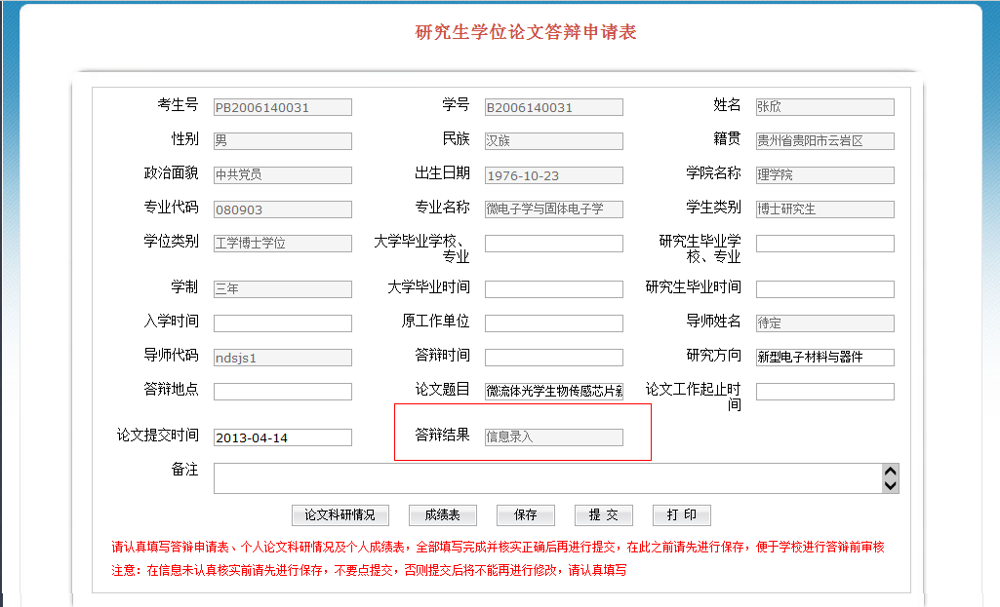 研究生学位论文答辩申请表
考生号 PB2006140031 学号 B2006140031 姓名 张欣
性别 男 民族 汉族 籍贯 贵州省贵阳市云岩区
政治面貌 中共党员 出生日期 1976-10-23 学院名称 理学院
专业代码 080903 专业名称 微电子学与固体电子学 学生类别 博士研究生
学位类别 工学博士学位 大学毕业学校、 研究生毕业学
专业 校、专业
学制 三年 大学毕业时间 研究生毕业时间
入学时间 原工作单位 导师姓名 待定
导师代码 ndsjs1 答辩时间 研究方向 新型电子材料与器件
答辩地点 论文题目 微流体光学生物传感芯片 论文工作起止时
间
论文提交时间 2013-04-14 答辩结果 信息录入
备注
论文科研情况 成绩表 保存 提 交 打 印
请认真填写答辩申请表、个人论文科研情况及个人成绩表，全部填写完成并核实正确后再进行提交，在此之前请先进行保存，便于学校进行答辩前审核
注意：在信息未认真核实前请先进行保存，不要点提交，否则提交后将不能再进行修改，请认真填写